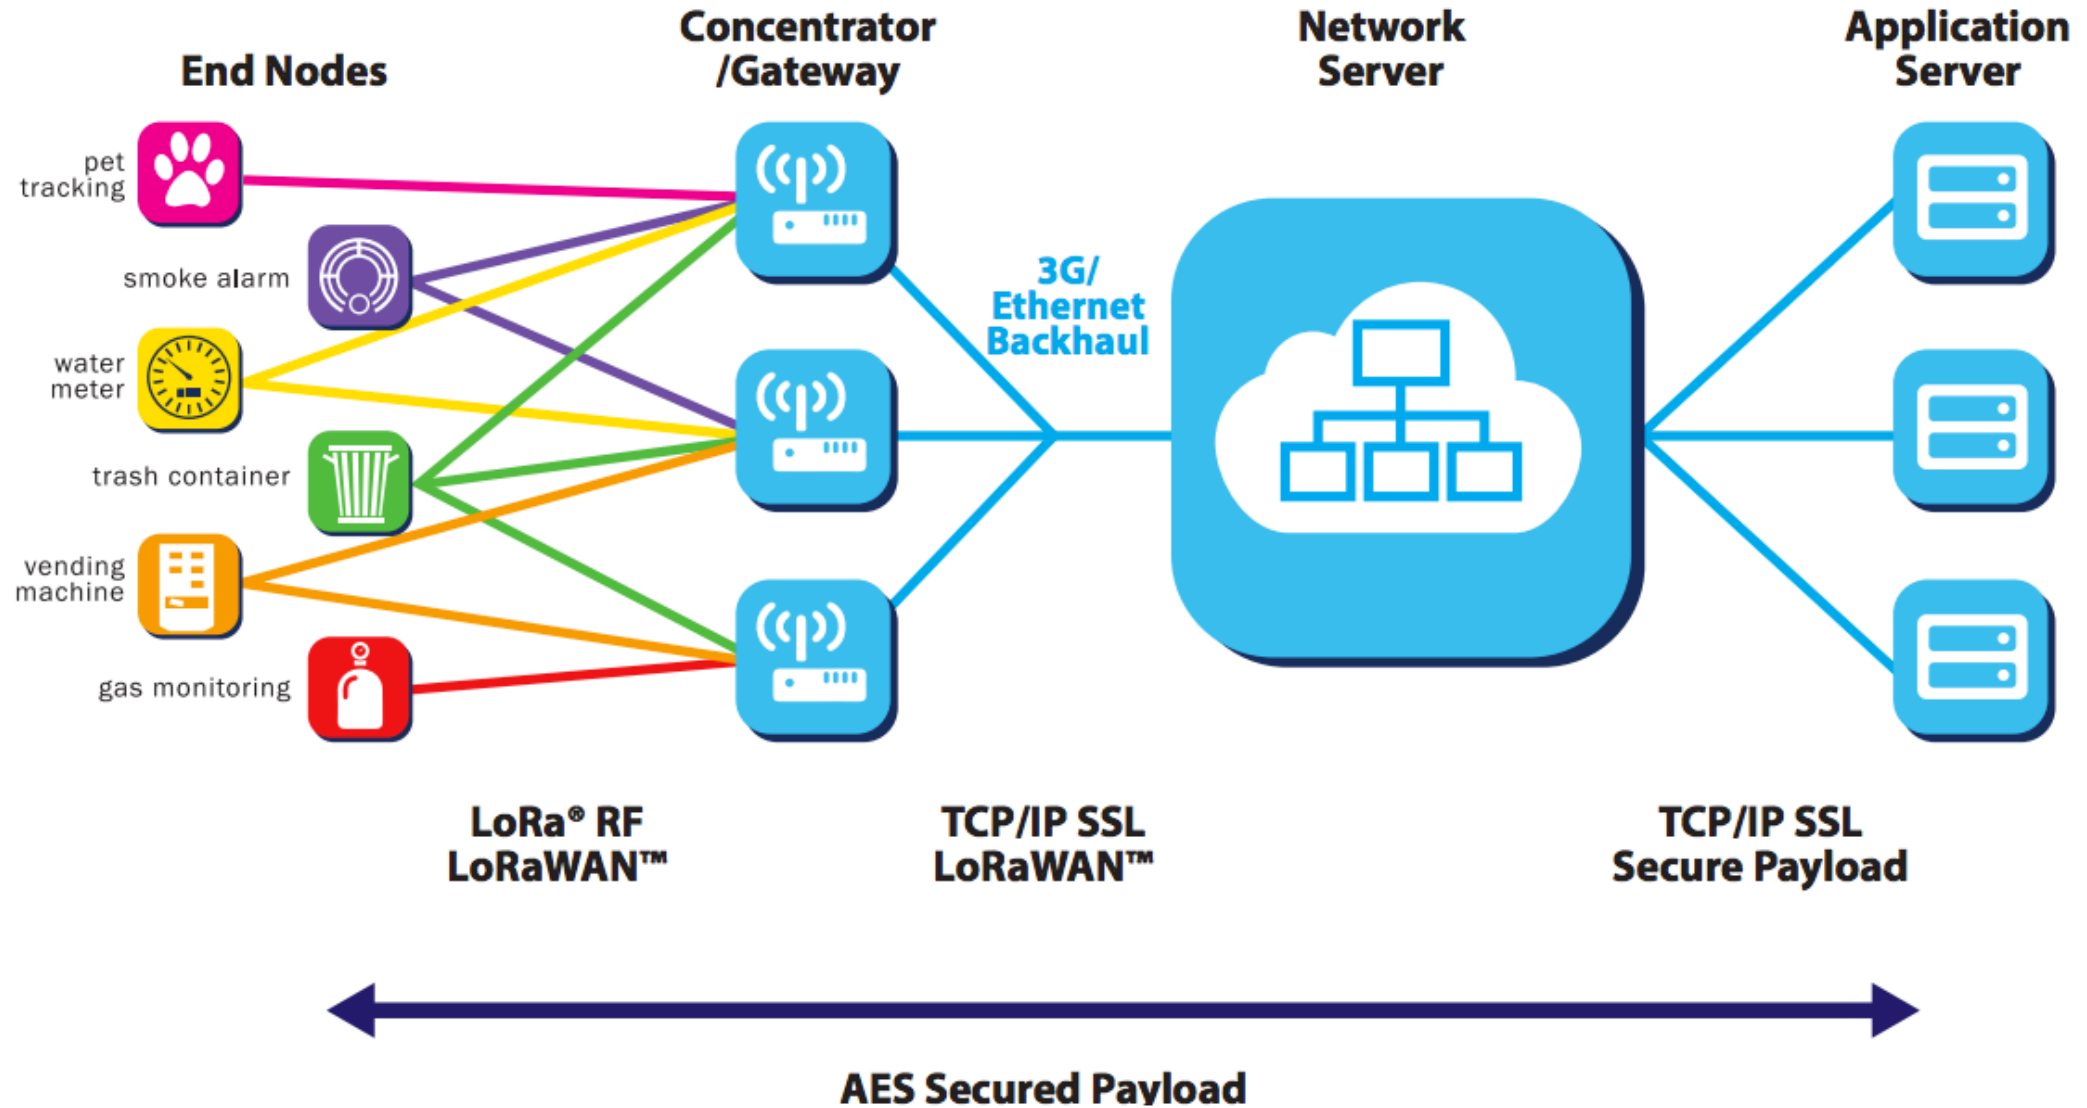 End Nodes
Concentrator
/Gateway
Network
Server
Application
Server
pet
tracking
smoke alarm
water
meter
trash container
vending
machine
gas monitoring
3G/
Ethernet
Backhaul
LoRa® RF
LoRaWAN™
TCP/IP SSL
LoRaWAN™
TCP/IP SSL
Secure Payload
AES Secured Payload